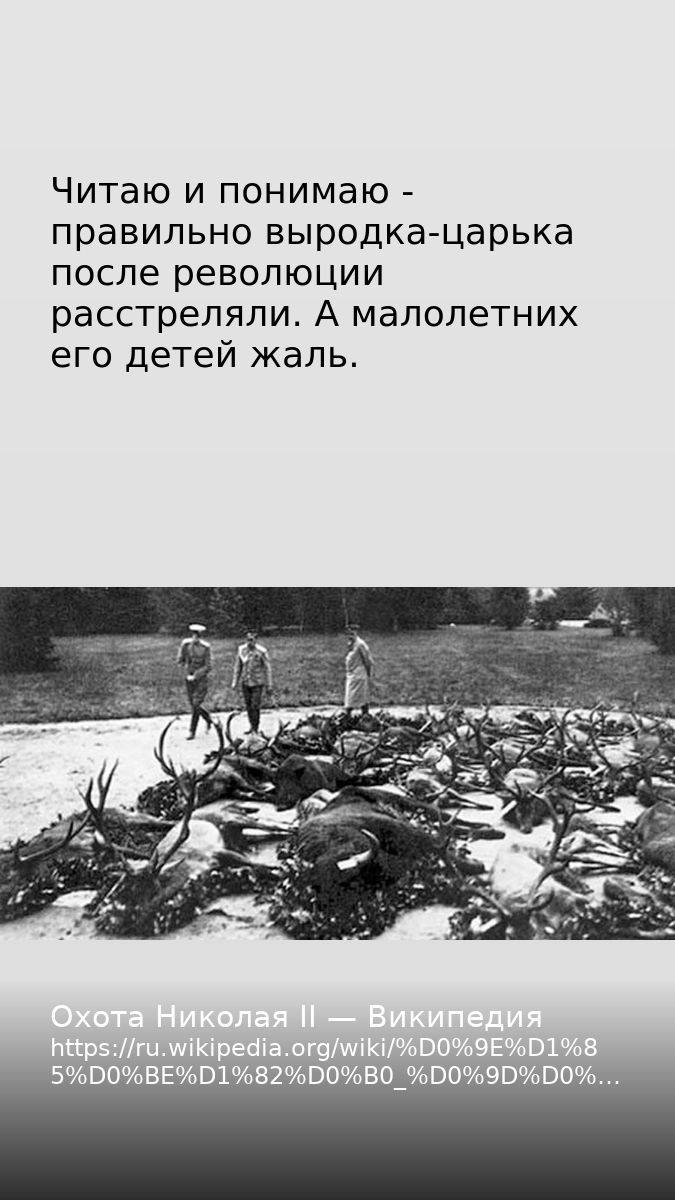 Читаю и понимаю -
правильно выродка-царька
после революции
расстреляли. А малолетних
его детей жаль.
Охота Николая II — Википедия
https://ru.wikipedia.org/wiki/%D0%9E%D1%8
5%D0%BE%D1%82%D0%B0_%D0%9D%D0%…